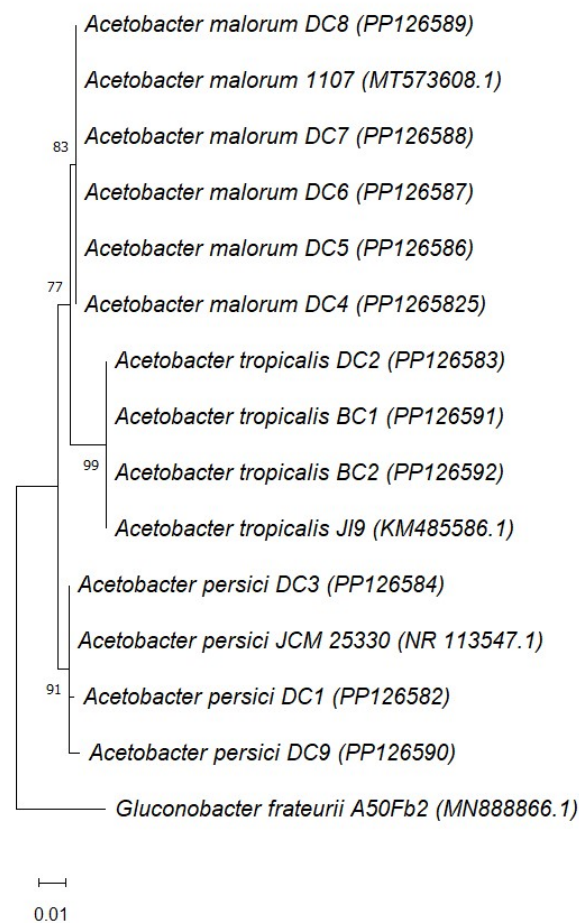 Acetobacter malorum DC8 (PP126589)
Acetobacter malorum 1107 (MT573608.1)
Acetobacter malorum DC7 (PP126588)
83
Acetobacter malorum DC6 (PP126587)
Acetobacter malorum DC5 (PP126586)
77
Acetobacter malorum DC4 (PP1265825)
Acetobacter tropicalis DC2 (PP126583)
Acetobacter tropicalis BC1 (PP126591)
99
Acetobacter tropicalis BC2 (PP126592)
Acetobacter tropicalis JI9 (KM485586.1)
Acetobacter persici DC3 (PP126584)
Acetobacter persici JCM 25330 (NR 113547.1)
91
Acetobacter persici DC1 (PP126582)
Acetobacter persici DC9 (PP126590)
Gluconobacter frateurii A50Fb2 (MN888866.1)
0.01